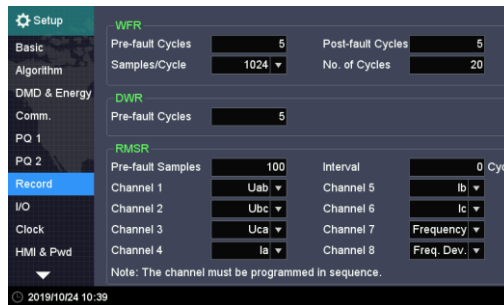 Setup
Basic
Algorithm
DMD & Energy
Comm.
PQ 1
PQ 2
Record
I/O
Clock
HMI & Pwd
WFR
Pre-fault Cycles 5 Post-fault Cycles 5
Samples/Cycle 1024 No. of Cycles 20
DWR
Pre-fault Cycles 5
RMSR
Pre-fault Samples 100 Interval 0 Cyc
Channel 1 Uab Channel 5 Ib
Channel 2 Ubc Channel 6 Ic
Channel 3 Uca Channel 7 Frequency
Channel 4 Ia Channel 8 Freq. Dev.
Note: The channel must be programmed in sequence.
2019/10/24 10:39